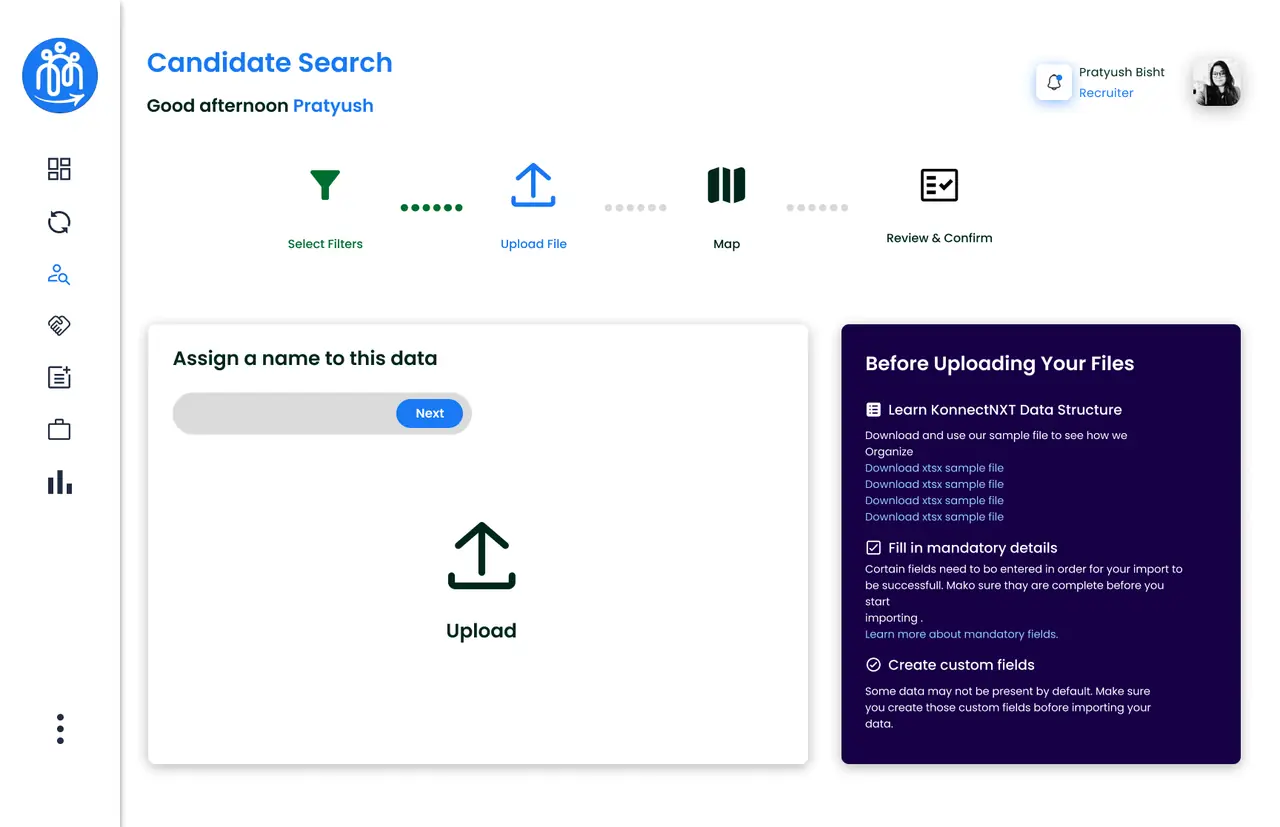 Candidate Search
Good afternoon Pratyush
Pratyush Bisht
Recruiter
Select Filters
Upload File
Map
Review & Confirm
Assign a name to this data
Next
Upload
Before Uploading Your Files
Learn KonnectNXT Data Structure
Download and use our sample file to see how we
Organize
Download xtsx sample file
Download xtsx sample file
Download xtsx sample file
Download xtsx sample file
Fill in mandatory details
Cortain fields need to bo entered in order for your import to
be successfull. Mako sure thay are complete before you
start
importing .
Learn more about mandatory fields.
Create custom fields
Some data may not be present by default. Make sure
you create those custom fields bofore importing your
data.